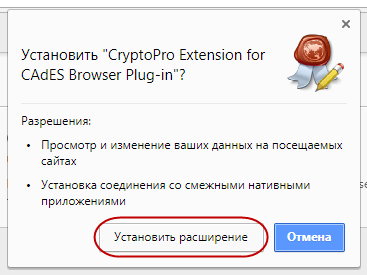 Установить "CryptoPro Extension for
CAdES Browser Plug-in"?
Разрешения:
• Просмотр и изменение ваших данных на посещаемых
сайтах
• Установка соединения со смежными нативными
приложениями
Установить расширение
Отмена